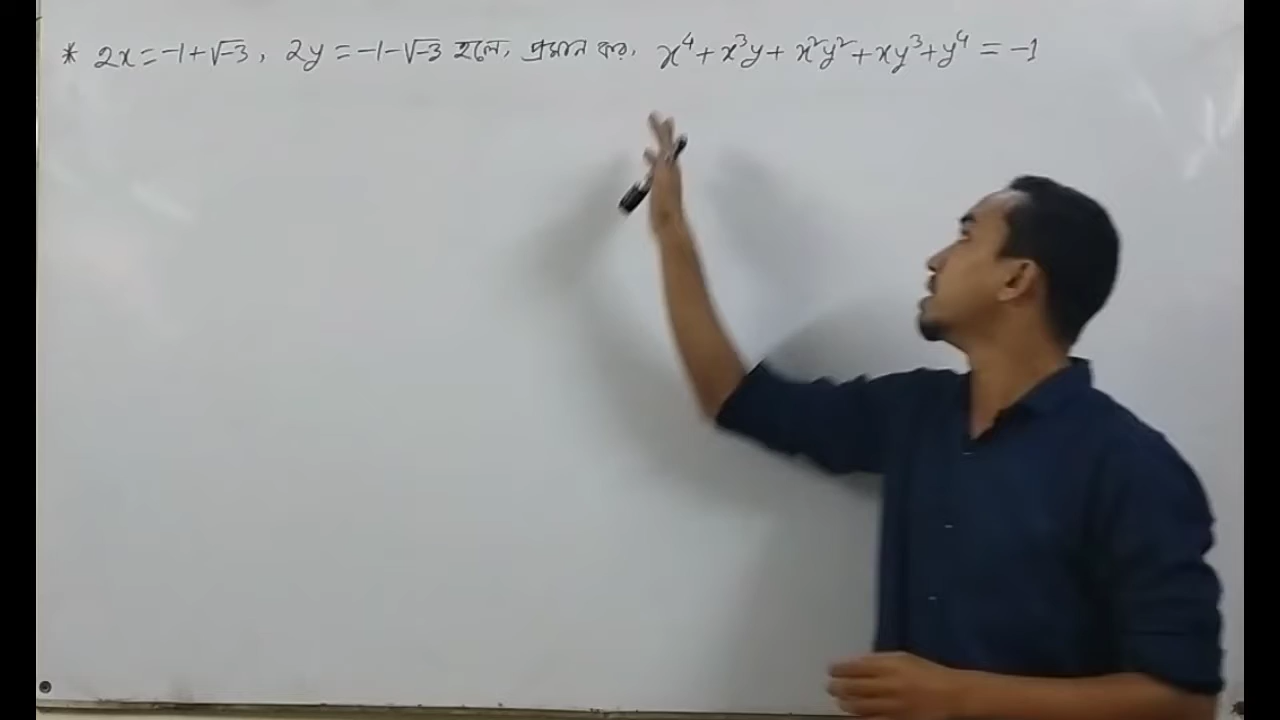 * 2x = -1 + √-3, 2y = -1 - √-3 হলে, প্রমান কর, x⁴ + x³y + x²y² + xy³ + y⁴ = -1